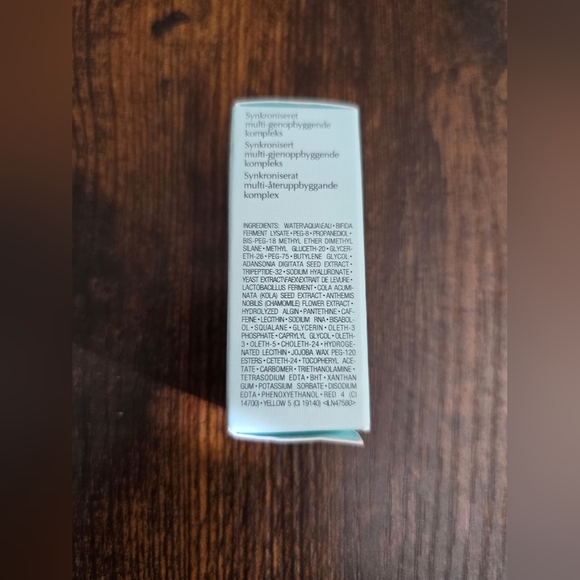 Synkroniseret
multi-genopbyggende
kompleks
Synkronisert
multi-gjenoppbyggende
kompleks
Synkroniserat
multi-återuppbyggande
komplex
INGREDIENTS: WATER\AQUA\EAU • BIFIDA
FERMENT LYSATE • PEG-8 • PROPANEDIOL •
BIS-PEG-18 METHYL ETHER DIMETHYL
SILANE • METHYL GLUCETH-20 • GLYCER-
ETH-26 • PEG-75 • BUTYLENE GLYCOL •
ADANSONIA DIGITATA SEED EXTRACT •
TRIPEPTIDE-32 • SODIUM HYALURONATE •
YEAST EXTRACT\FAEX\EXTRAIT DE LEVURE •
LACTOBACILLUS FERMENT • COLA ACUMI-
NATA (KOLA) SEED EXTRACT • ANTHEMIS
NOBILIS (CHAMOMILE) FLOWER EXTRACT •
HYDROLYZED ALGIN • PANTETHINE • CAF-
FEINE • LECITHIN • SODIUM RNA • BISABOL-
OL • SQUALANE • GLYCERIN • OLETH-3
PHOSPHATE • CAPRYLYL GLYCOL • OLETH-
3 • OLETH-5 • CHOLETH-24 • HYDROGE-
NATED LECITHIN • JOJOBA WAX PEG-120
ESTERS • CETETH-24 • TOCOPHERYL ACE-
TATE • CARBOMER • TRIETHANOLAMINE •
TETRASODIUM EDTA • BHT • XANTHAN
GUM • POTASSIUM SORBATE • DISODIUM
EDTA • PHENOXYETHANOL • RED 4 (CI
14700) • YELLOW 5 (CI 19140) <ILN47580>